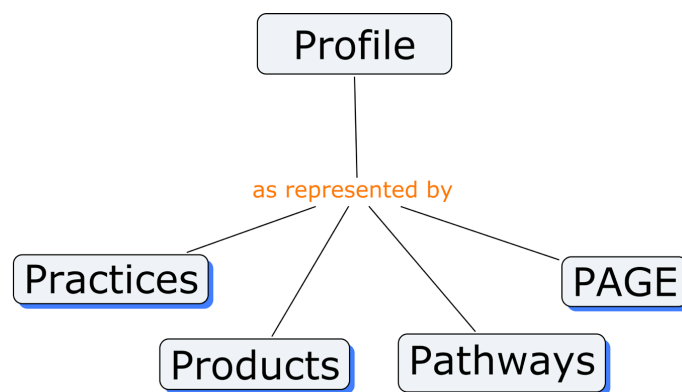 Profile
as represented by
Practices
PAGE
Products
Pathways